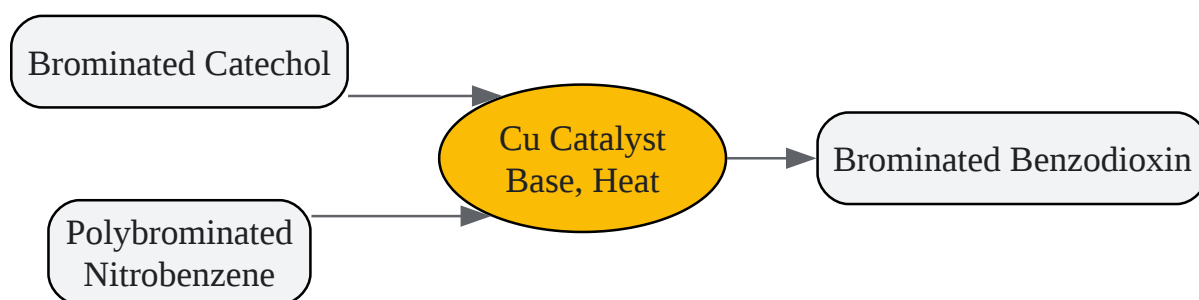 Brominated Catechol
Cu Catalyst
Base, Heat
Brominated Benzodioxin
Polybrominated
Nitrobenzene